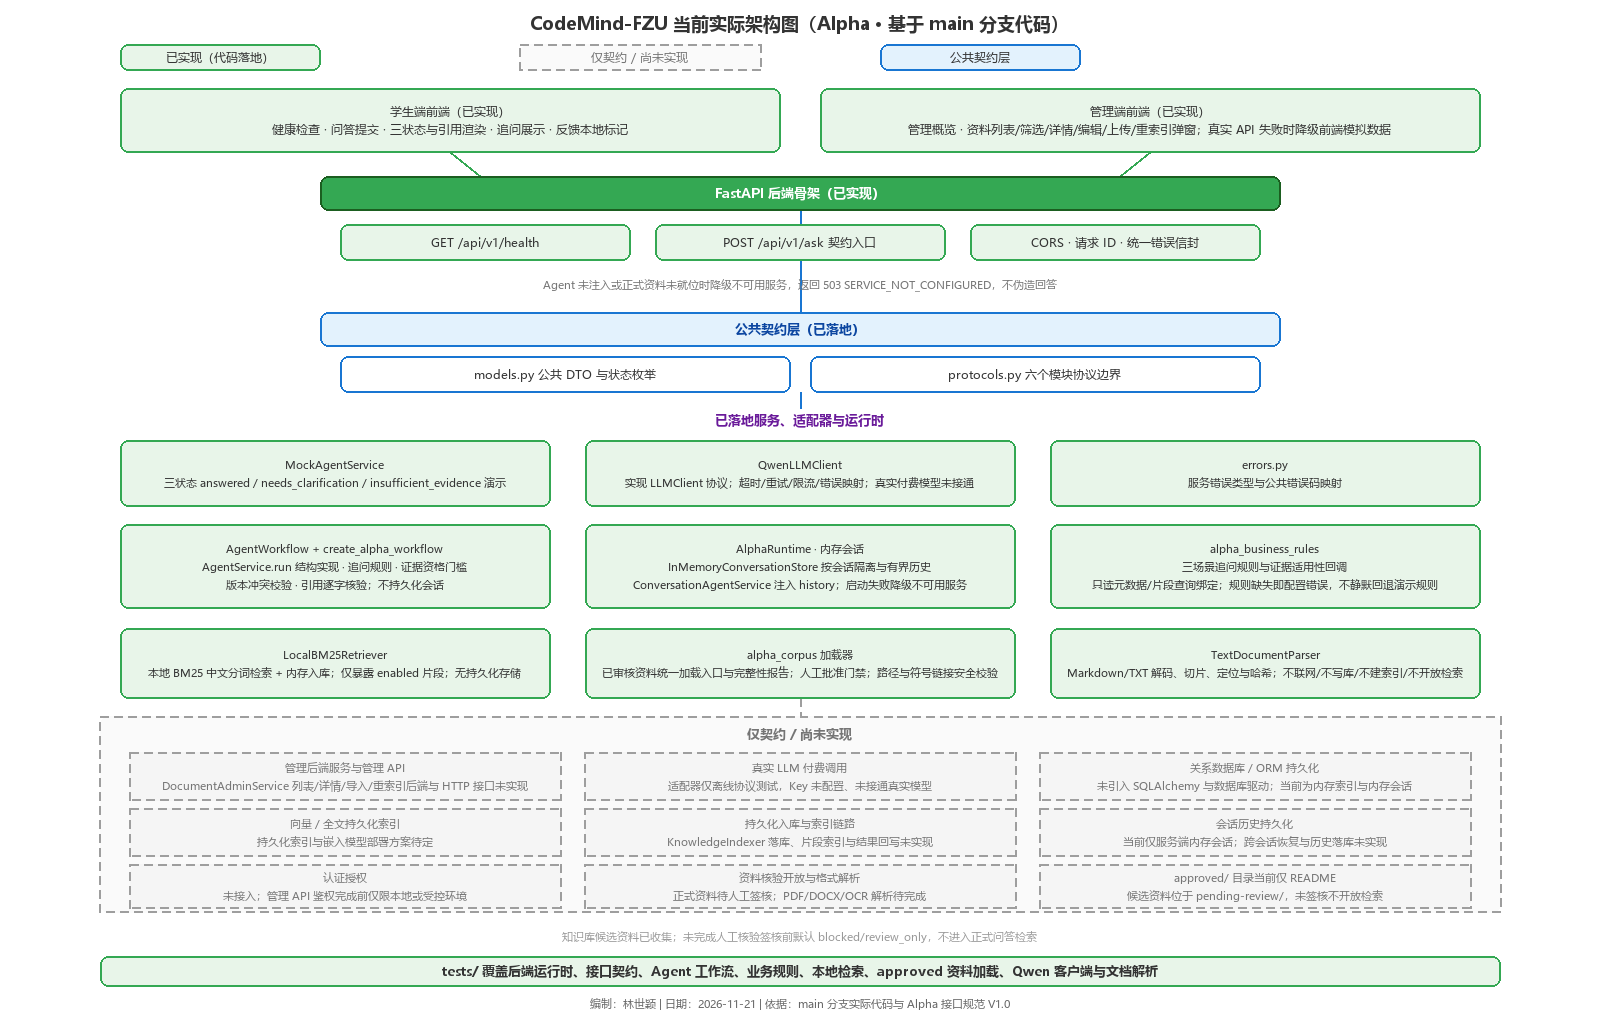 CodeMind-FZU 当前实际架构图（Alpha · 基于 main 分支代码）
已实现（代码落地）
仅契约 / 尚未实现
公共契约层
学生端前端（已实现）
健康检查 · 问答提交 · 三状态与引用渲染 · 追问展示 · 反馈本地标记
管理端前端（已实现）
管理概览 · 资料列表/筛选/详情/编辑/上传/重索引弹窗；真实 API 失败时降级前端模拟数据
FastAPI 后端骨架（已实现）
GET /api/v1/health
POST /api/v1/ask 契约入口
CORS · 请求 ID · 统一错误信封
Agent 未注入或正式资料未就位时降级不可用服务，返回 503 SERVICE_NOT_CONFIGURED，不伪造回答
公共契约层（已落地）
models.py 公共 DTO 与状态枚举
protocols.py 六个模块协议边界
已落地服务、适配器与运行时
MockAgentService
三状态 answered / needs_clarification / insufficient_evidence 演示
QwenLLMClient
实现 LLMClient 协议；超时/重试/限流/错误映射；真实付费模型未接通
errors.py
服务错误类型与公共错误码映射
AgentWorkflow + create_alpha_workflow
AgentService.run 结构实现 · 追问规则 · 证据资格门槛
版本冲突校验 · 引用逐字核验；不持久化会话
AlphaRuntime · 内存会话
InMemoryConversationStore 按会话隔离与有界历史
ConversationAgentService 注入 history；启动失败降级不可用服务
alpha_business_rules
三场景追问规则与证据适用性回调
只读元数据/片段查询绑定；规则缺失即配置错误，不静默回退演示规则
LocalBM25Retriever
本地 BM25 中文分词检索 + 内存入库；仅暴露 enabled 片段；无持久化存储
alpha_corpus 加载器
已审核资料统一加载入口与完整性报告；人工批准门禁；路径与符号链接安全校验
TextDocumentParser
Markdown/TXT 解码、切片、定位与哈希；不联网/不写库/不建索引/不开放检索
仅契约 / 尚未实现
管理后端服务与管理 API
DocumentAdminService 列表/详情/导入/重索引后端与 HTTP 接口未实现
真实 LLM 付费调用
适配器仅离线协议测试，Key 未配置、未接通真实模型
关系数据库 / ORM 持久化
未引入 SQLAlchemy 与数据库驱动；当前为内存索引与内存会话
向量 / 全文持久化索引
持久化索引与嵌入模型部署方案待定
持久化入库与索引链路
KnowledgeIndexer 落库、片段索引与结果回写未实现
会话历史持久化
当前仅服务端内存会话；跨会话恢复与历史落库未实现
认证授权
未接入；管理 API 鉴权完成前仅限本地或受控环境
资料核验开放与格式解析
正式资料待人工签核；PDF/DOCX/OCR 解析待完成
approved/ 目录当前仅 README
候选资料位于 pending-review/，未签核不开放检索
知识库候选资料已收集；未完成人工核验签核前默认 blocked/review_only，不进入正式问答检索
tests/ 覆盖后端运行时、接口契约、Agent 工作流、业务规则、本地检索、approved 资料加载、Qwen 客户端与文档解析
编制：林世颖 | 日期：2026-11-21 | 依据：main 分支实际代码与 Alpha 接口规范 V1.0